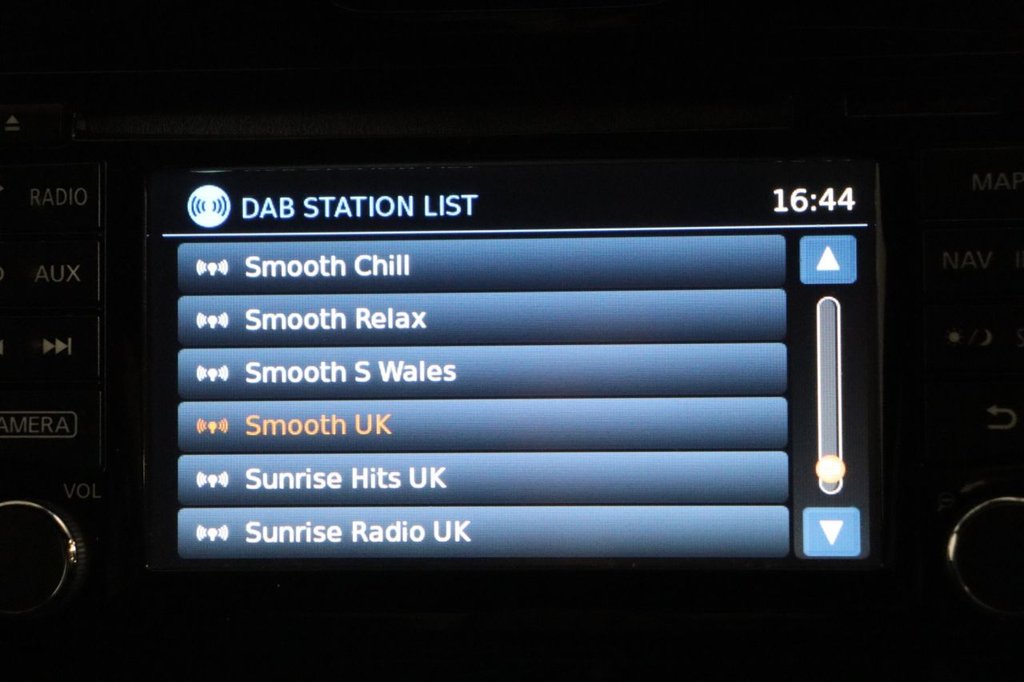 DAB STATION LIST 16:44
Smooth Chill
Smooth Relax
Smooth S Wales
Smooth UK
Sunrise Hits UK
Sunrise Radio UK
RADIO
AUX
AMERA
VOL
MAP
NAV